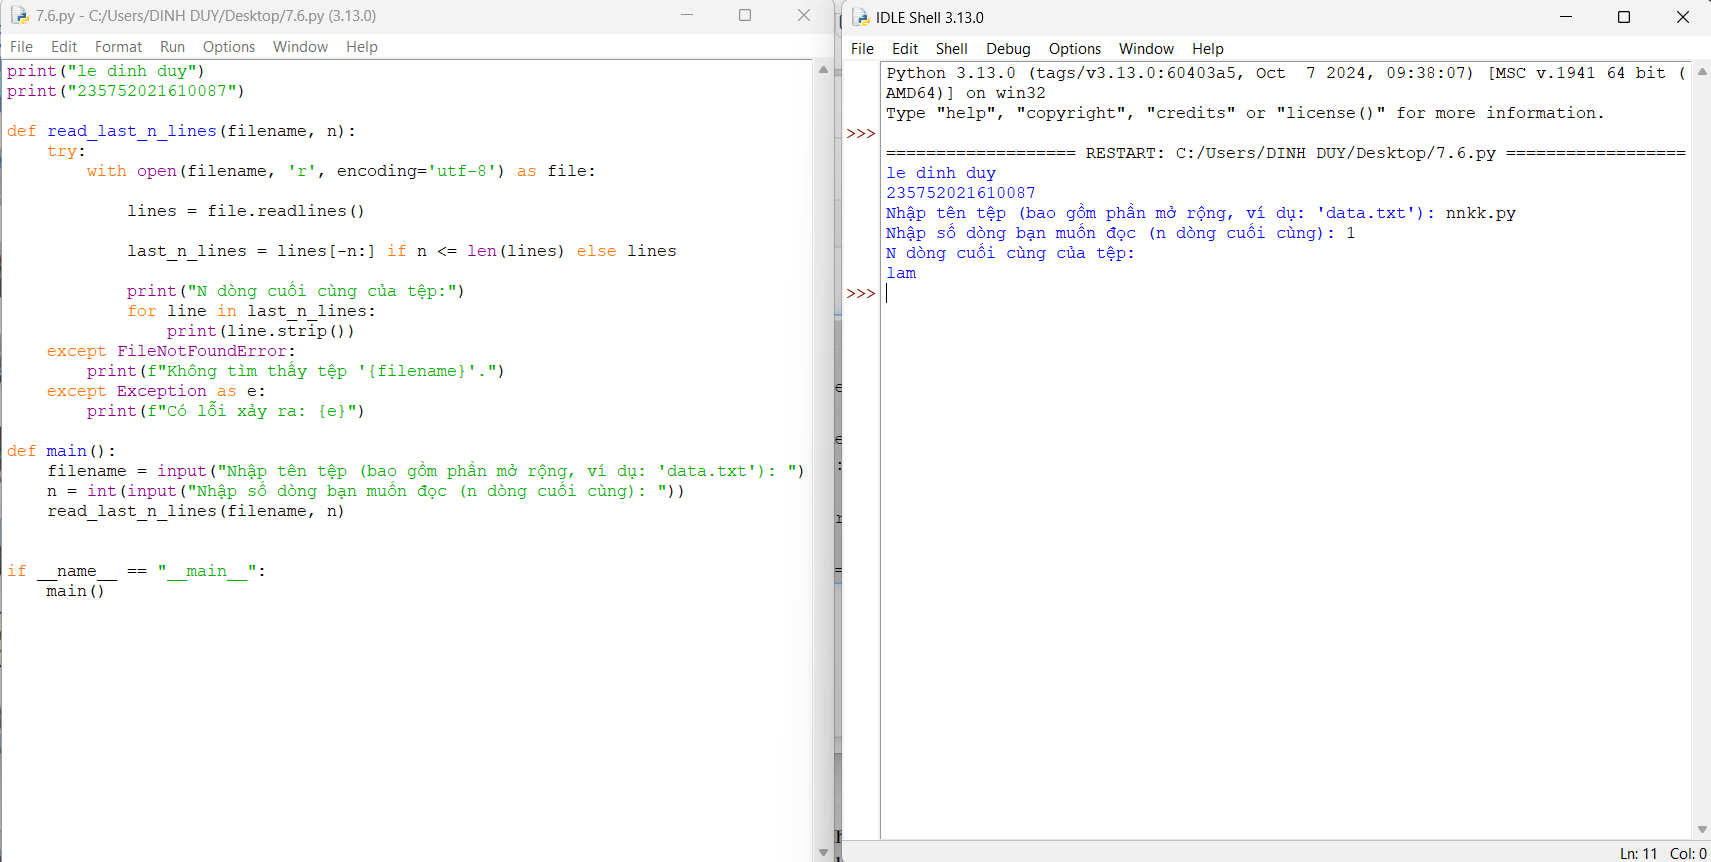 7.6.py - C:/Users/DINH DUY/Desktop/7.6.py (3.13.0)
File Edit Format Run Options Window Help
print("le dinh duy")
print("235752021610087")
def read_last_n_lines(filename, n):
    try:
        with open(filename, 'r', encoding='utf-8') as file:
            lines = file.readlines()
            last_n_lines = lines[-n:] if n <= len(lines) else lines
            print("N dòng cuối cùng của tệp:")
            for line in last_n_lines:
                print(line.strip())
    except FileNotFoundError:
        print(f"Không tìm thấy tệp '{filename}'.")
    except Exception as e:
        print(f"Có lỗi xảy ra: {e}")
def main():
    filename = input("Nhập tên tệp (bao gồm phần mở rộng, ví dụ: 'data.txt'): ")
    n = int(input("Nhập số dòng bạn muốn đọc (n dòng cuối cùng): "))
    read_last_n_lines(filename, n)
if __name__ == "__main__":
    main()
IDLE Shell 3.13.0
File Edit Shell Debug Options Window Help
Python 3.13.0 (tags/v3.13.0:60403a5, Oct  7 2024, 09:38:07) [MSC v.1941 64 bit (
AMD64)] on win32
Type "help", "copyright", "credits" or "license()" for more information.
>>>
=================== RESTART: C:/Users/DINH DUY/Desktop/7.6.py ==================
le dinh duy
235752021610087
Nhập tên tệp (bao gồm phần mở rộng, ví dụ: 'data.txt'): nnkk.py
Nhập số dòng bạn muốn đọc (n dòng cuối cùng): 1
N dòng cuối cùng của tệp:
lam
>>>
Ln: 11 Col: 0